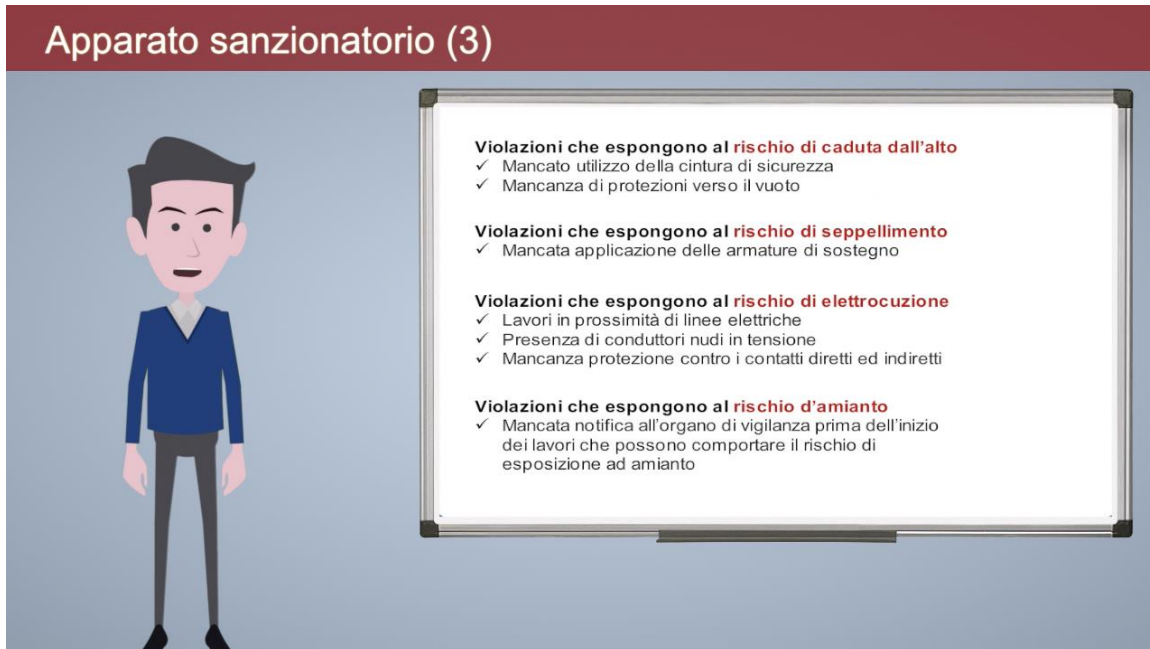 Apparato sanzionatorio (3)
Violazioni che espongono al rischio di caduta dall'alto
✓ Mancato utilizzo della cintura di sicurezza
✓ Mancanza di protezioni verso il vuoto
Violazioni che espongono al rischio di seppellimento
✓ Mancata applicazione delle armature di sostegno
Violazioni che espongono al rischio di elettrocuzione
✓ Lavori in prossimità di linee elettriche
✓ Presenza di conduttori nudi in tensione
✓ Mancanza protezione contro i contatti diretti ed indiretti
Violazioni che espongono al rischio d'amianto
✓ Mancata notifica all'organo di vigilanza prima dell'inizio
dei lavori che possono comportare il rischio di
esposizione ad amianto